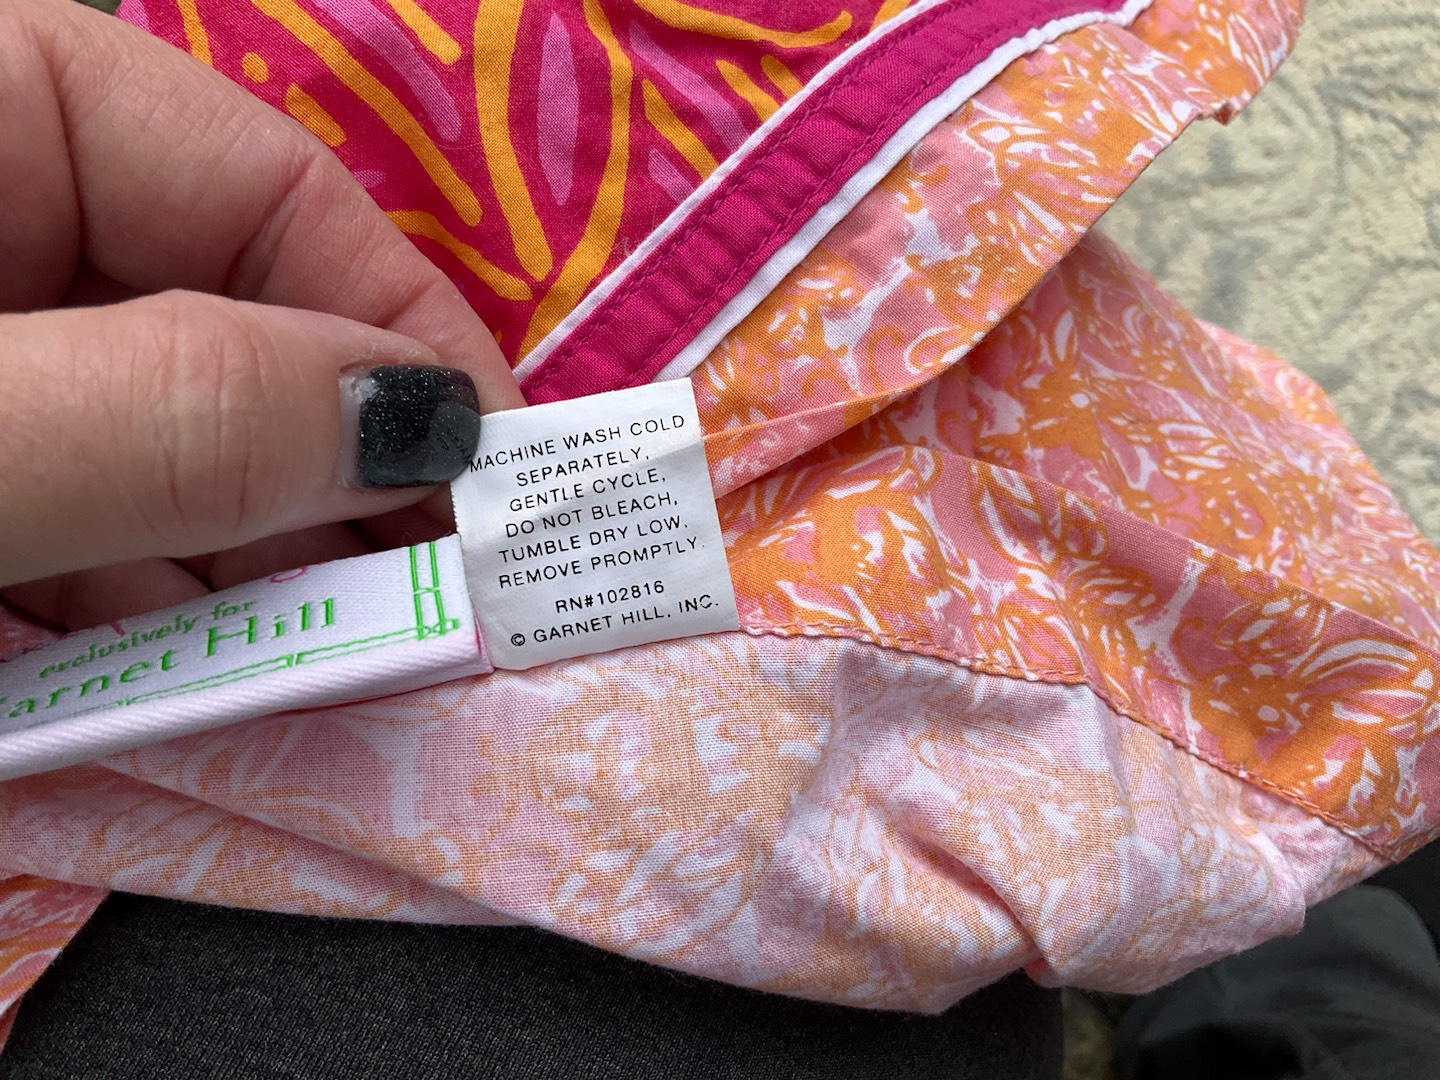 MACHINE WASH COLD
SEPARATELY,
GENTLE CYCLE,
DO NOT BLEACH,
TUMBLE DRY LOW.
REMOVE PROMPTLY.
RN#102816
© GARNET HILL, INC.
exclusively for
Garnet Hill